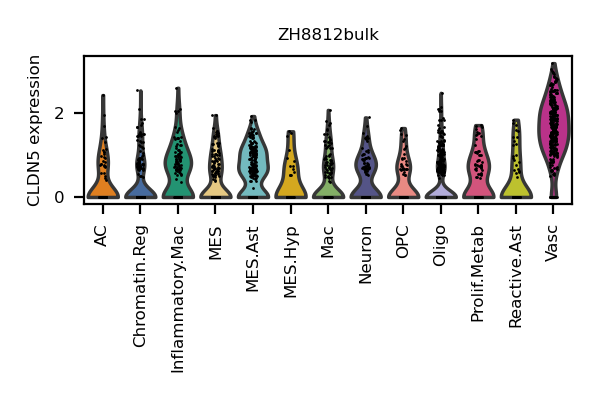 ZH8812bulk
CLDN5 expression
2
0
AC
Chromatin.Reg
Inflammatory.Mac
MES
MES.Ast
MES.Hyp
Mac
Neuron
OPC
Oligo
Prolif.Metab
Reactive.Ast
Vasc